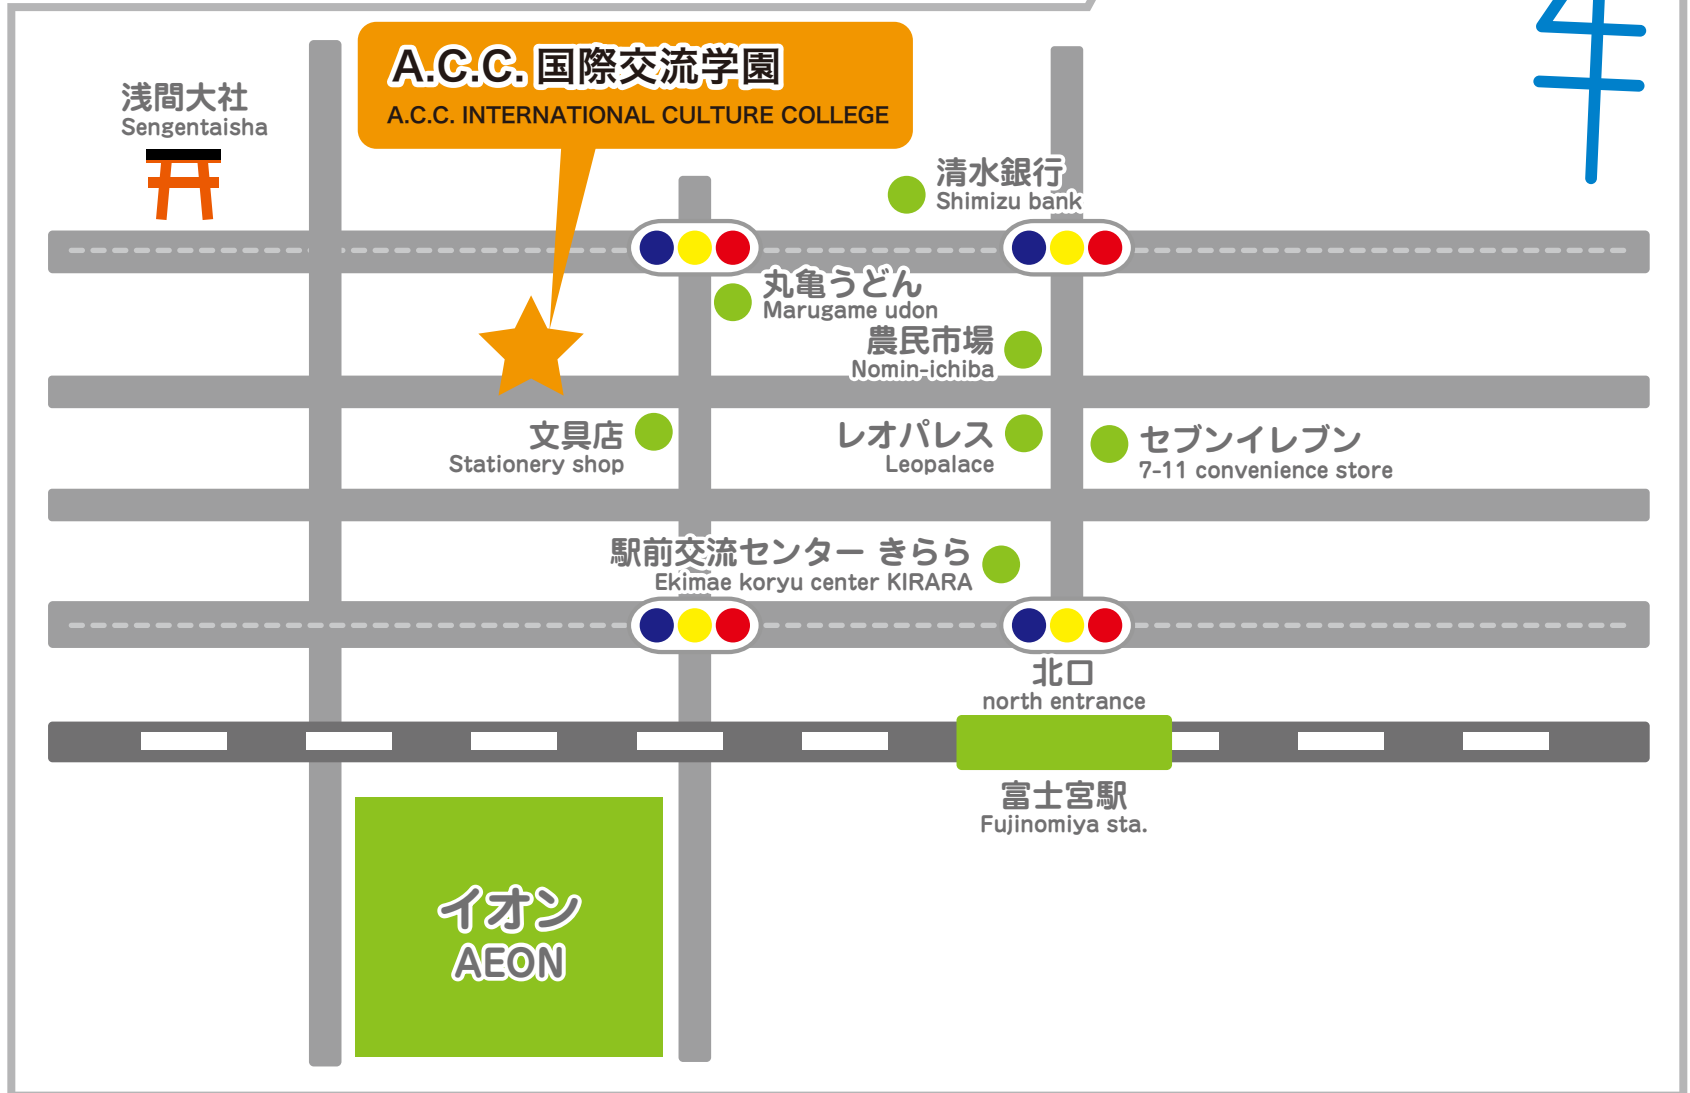 A.C.C. 国際交流学園
A.C.C. INTERNATIONAL CULTURE COLLEGE
浅間大社
Sengentaisha
清水銀行
Shimizu bank
丸亀うどん
Marugame udon
農民市場
Nomin-ichiba
文具店
Stationery shop
レオパレス
Leopalace
セブンイレブン
7-11 convenience store
駅前交流センター きらら
Ekimae koryu center KIRARA
北口
north entrance
富士宮駅
Fujinomiya sta.
イオン
AEON